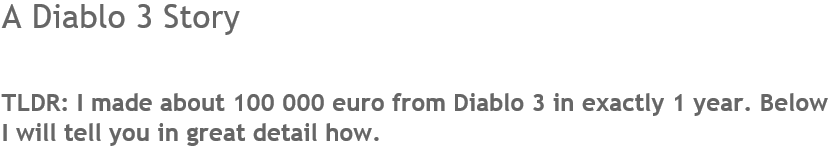 A Diablo 3 Story
TLDR: I made about 100 000 euro from Diablo 3 in exactly 1 year. Below
I will tell you in great detail how.